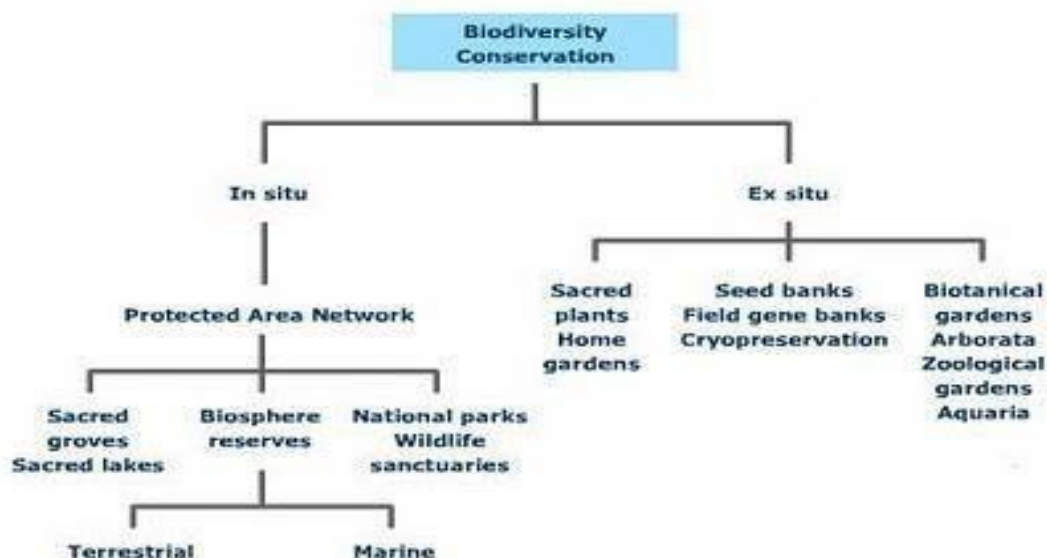 Biodiversity
Conservation
In situ
Ex situ
Protected Area Network
Sacred
plants
Home
gardens
Seed banks
Field gene banks
Cryopreservation
Biotanical
gardens
Arborata
Zoological
gardens
Aquaria
Sacred
groves
Sacred lakes
Biosphere
reserves
National parks
Wildlife
sanctuaries
Terrestrial
Marine